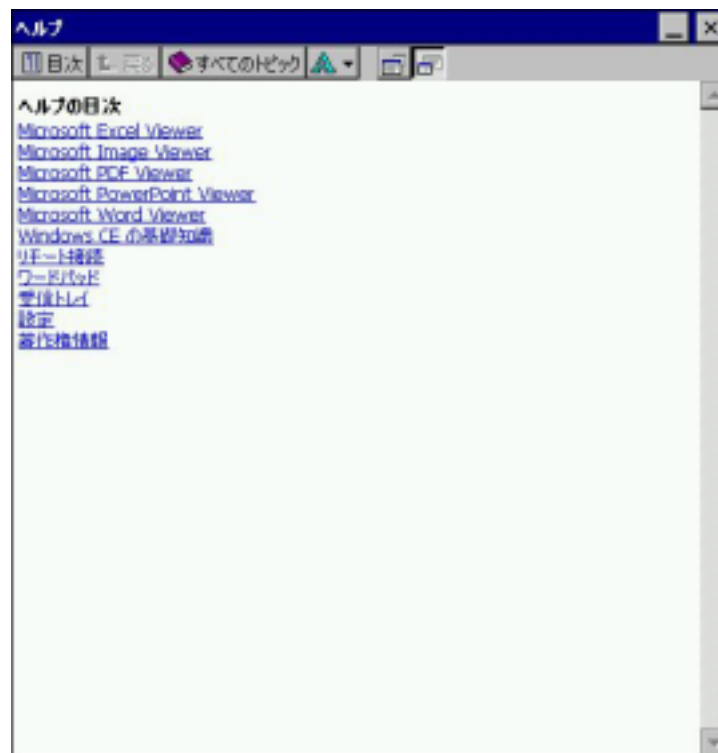 ヘルプ
目次 戻る すべてのトピック
ヘルプの目次
Microsoft Excel Viewer
Microsoft Image Viewer
Microsoft PDF Viewer
Microsoft PowerPoint Viewer
Microsoft Word Viewer
Windows CE の基礎知識
リモート接続
ワードパッド
受信トレイ
設定
著作権情報